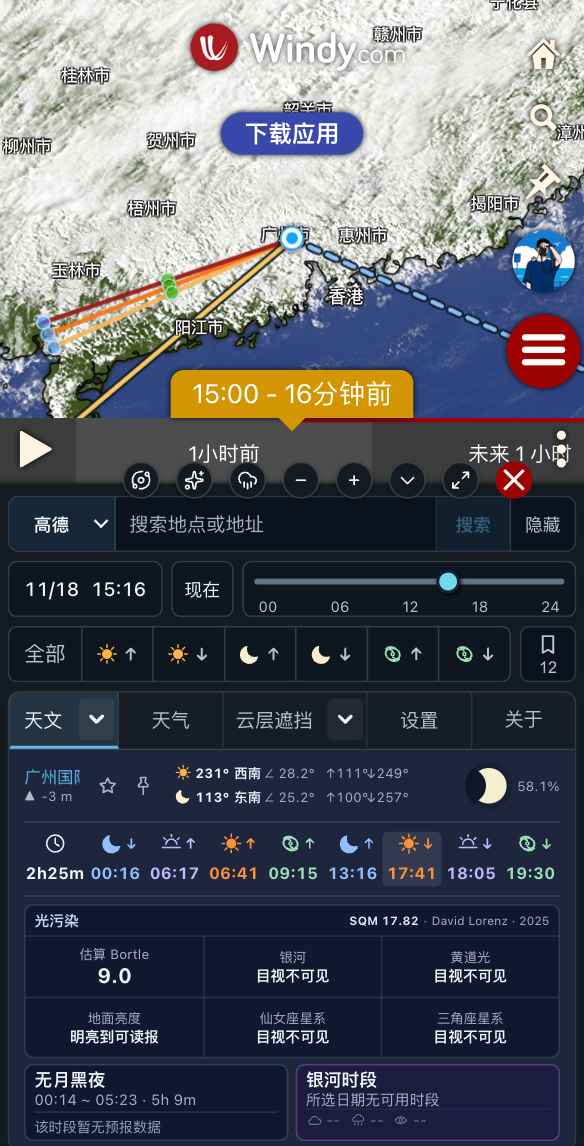 宁化县
赣州市
Windy.com
桂林市
韶关市
下载应用
柳州市
贺州市
漳州
梧州市
揭阳市
广州市
惠州市
玉林市
香港
阳江市
15:00 - 16分钟前
1小时前
未来 1 小时
高德
搜索地点或地址
搜索
隐藏
11/18 15:16
现在
00 06 12 18 24
全部
↑ ↓ ↑ ↓ ↑ ↓
12
天文
天气
云层遮挡
设置
关于
广州国际
▲ -3 m
231° 西南 ∠ 28.2° ↑111°↓249°
113° 东南 ∠ 25.2° ↑100°↓257°
58.1%
2h25m 00:16 06:17 06:41 09:15 13:16 17:41 18:05 19:30
光污染
SQM 17.82 · David Lorenz · 2025
估算 Bortle
9.0
银河
目视不可见
黄道光
目视不可见
地面亮度
明亮到可读报
仙女座星系
目视不可见
三角座星系
目视不可见
无月黑夜
00:14 ~ 05:23 · 5h 9m
该时段暂无预报数据
银河时段
所选日期无可用时段
-- -- --